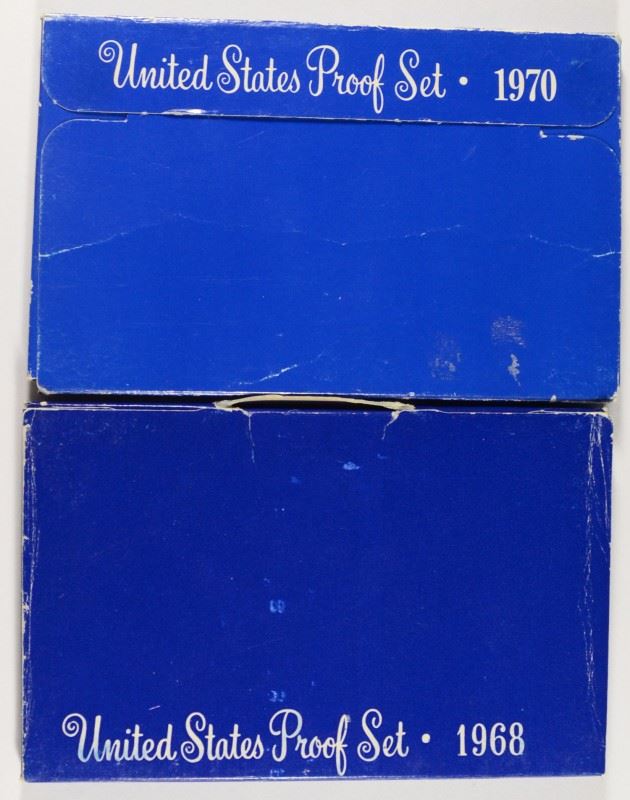 United States Proof Set · 1970
United States Proof Set · 1968